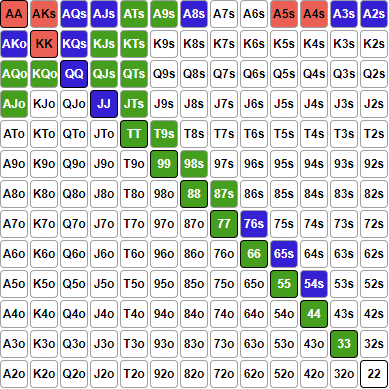 AA AKs AQs AJs ATs A9s A8s A7s A6s A5s A4s A3s A2s
AKo KK KQs KJs KTs K9s K8s K7s K6s K5s K4s K3s K2s
AQo KQo QQ QJs QTs Q9s Q8s Q7s Q6s Q5s Q4s Q3s Q2s
AJo KJo QJo JJ JTs J9s J8s J7s J6s J5s J4s J3s J2s
ATo KTo QTo JTo TT T9s T8s T7s T6s T5s T4s T3s T2s
A9o K9o Q9o J9o T9o 99 98s 97s 96s 95s 94s 93s 92s
A8o K8o Q8o J8o T8o 98o 88 87s 86s 85s 84s 83s 82s
A7o K7o Q7o J7o T7o 97o 87o 77 76s 75s 74s 73s 72s
A6o K6o Q6o J6o T6o 96o 86o 76o 66 65s 64s 63s 62s
A5o K5o Q5o J5o T5o 95o 85o 75o 65o 55 54s 53s 52s
A4o K4o Q4o J4o T4o 94o 84o 74o 64o 54o 44 43s 42s
A3o K3o Q3o J3o T3o 93o 83o 73o 63o 53o 43o 33 32s
A2o K2o Q2o J2o T2o 92o 82o 72o 62o 52o 42o 32o 22